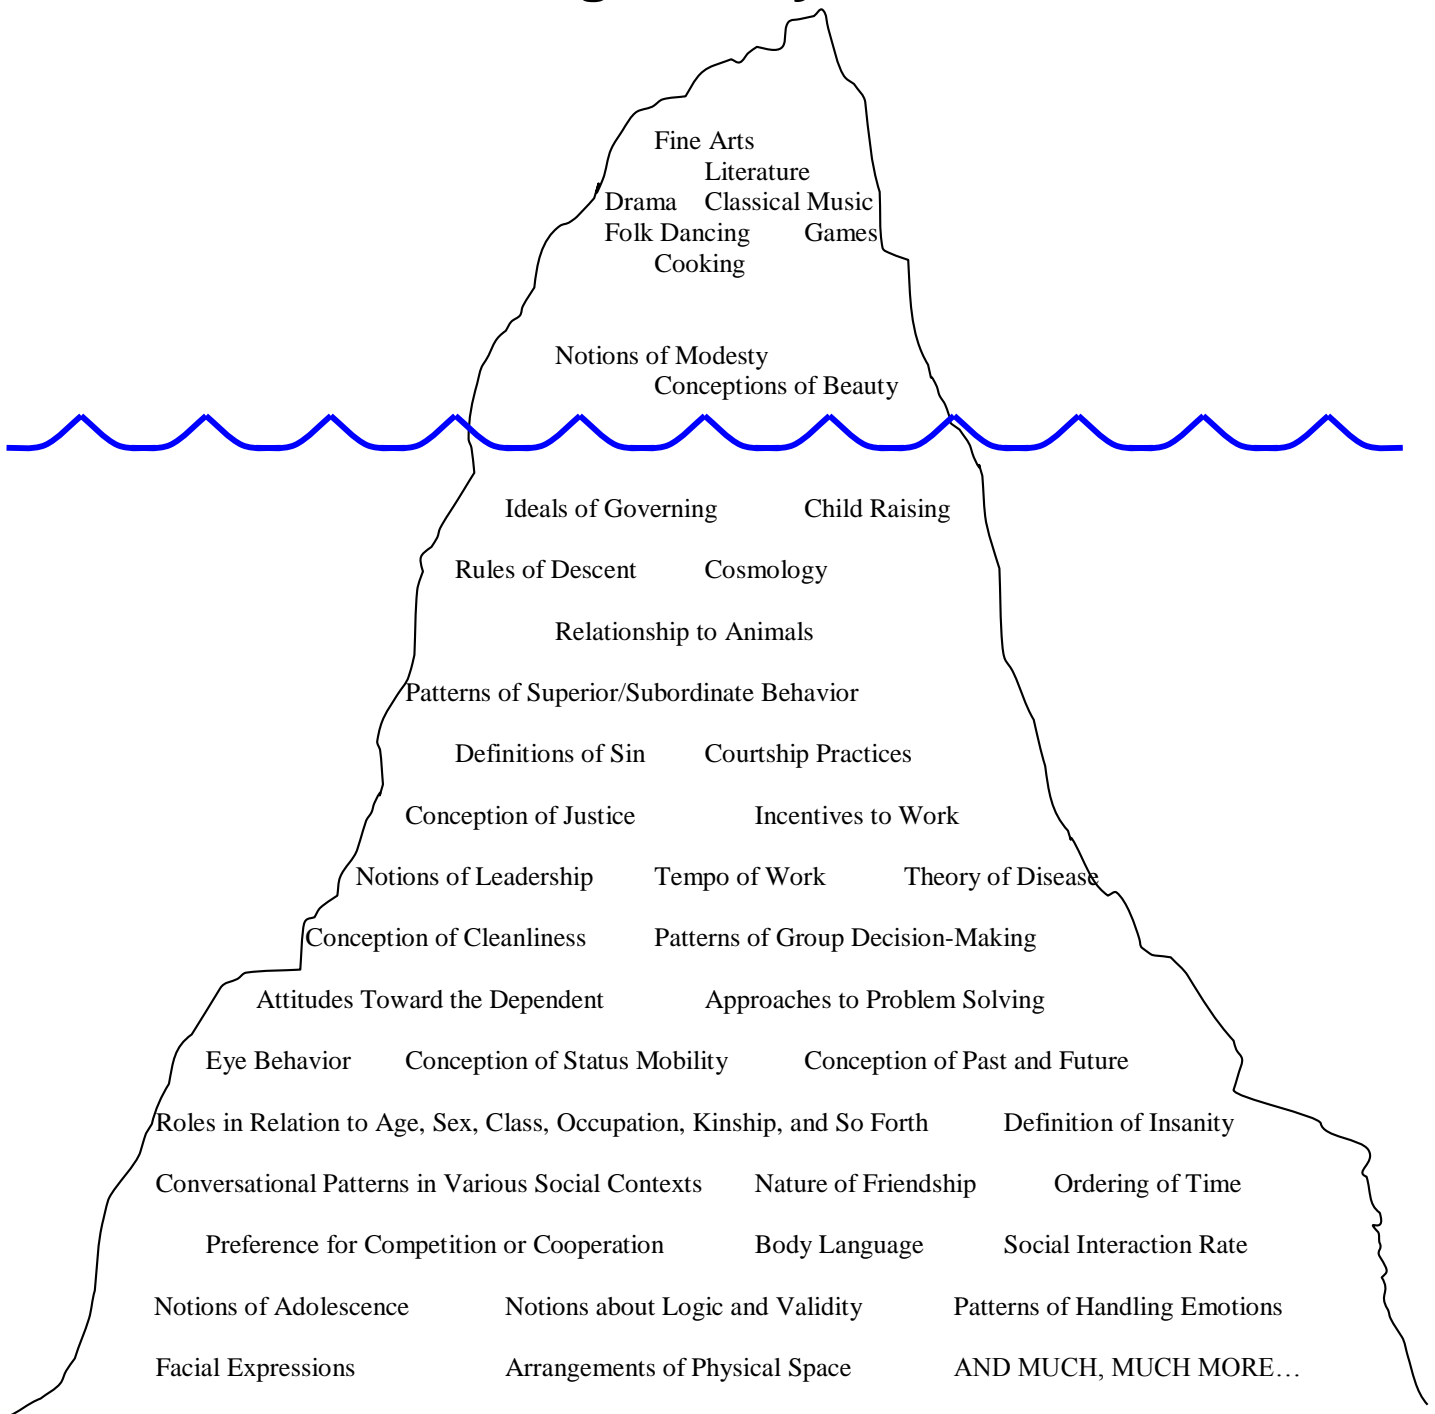 Fine Arts
Literature
Drama Classical Music
Folk Dancing Games
Cooking
Notions of Modesty
Conceptions of Beauty
Ideals of Governing Child Raising
Rules of Descent Cosmology
Relationship to Animals
Patterns of Superior/Subordinate Behavior
Definitions of Sin Courtship Practices
Conception of Justice Incentives to Work
Notions of Leadership Tempo of Work Theory of Disease
Conception of Cleanliness Patterns of Group Decision-Making
Attitudes Toward the Dependent Approaches to Problem Solving
Eye Behavior Conception of Status Mobility Conception of Past and Future
Roles in Relation to Age, Sex, Class, Occupation, Kinship, and So Forth Definition of Insanity
Conversational Patterns in Various Social Contexts Nature of Friendship Ordering of Time
Preference for Competition or Cooperation Body Language Social Interaction Rate
Notions of Adolescence Notions about Logic and Validity Patterns of Handling Emotions
Facial Expressions Arrangements of Physical Space AND MUCH, MUCH MORE…